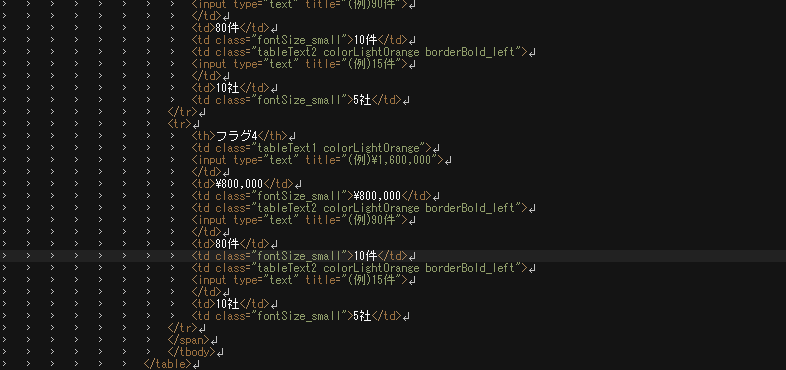 <input type="text" title="(例)90件">
</td>
<td>80件</td>
<td class="fontSize_small">10件</td>
<td class="tableText2 colorLightOrange borderBold_left">
<input type="text" title="(例)15件">
</td>
<td>10社</td>
<td class="fontSize_small">5社</td>
</tr>
<tr>
<th>フラグ4</th>
<td class="tableText1 colorLightOrange">
<input type="text" title="(例)¥1,600,000">
</td>
<td>¥800,000</td>
<td class="fontSize_small">¥800,000</td>
<td class="tableText2 colorLightOrange borderBold_left">
<input type="text" title="(例)90件">
</td>
<td>80件</td>
<td class="fontSize_small">10件</td>
<td class="tableText2 colorLightOrange borderBold_left">
<input type="text" title="(例)15件">
</td>
<td>10社</td>
<td class="fontSize_small">5社</td>
</tr>
</span>
</tbody>
</table>